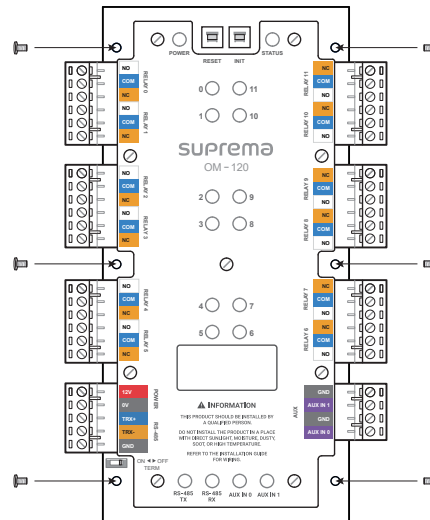 POWER
STATUS
RESET INIT
NO
COM
NC
RELAY 0
NO
COM
NC
RELAY 1
NC
COM
NO
RELAY 11
NC
COM
NO
RELAY 10
0 11
1 10
suprema
OM – 120
NO
COM
NC
RELAY 2
NO
COM
NC
RELAY 3
NC
COM
NO
RELAY 9
NC
COM
NO
RELAY 8
2 9
3 8
NO
COM
NC
RELAY 4
NO
COM
NC
RELAY 5
NC
COM
NO
RELAY 7
NC
COM
NO
RELAY 6
4 7
5 6
12V
0V
POWER
TRX+
TRX-
GND
RS-485
GND
AUX IN 1
GND
AUX IN 0
AUX
INFORMATION
THIS PRODUCT SHOULD BE INSTALLED BY
A QUALIFIED PERSON.
DO NOT INSTALL THE PRODUCT IN A PLACE
WITH DIRECT SUNLIGHT, MOISTURE, DUSTY,
SOOT, OR HIGH TEMPERATURE.
REFER TO THE INSTALLATION GUIDE
FOR WIRING.
ON ◄► OFF
TERM
RS-485
TX
RS-485
RX
AUX IN 0
AUX IN 1